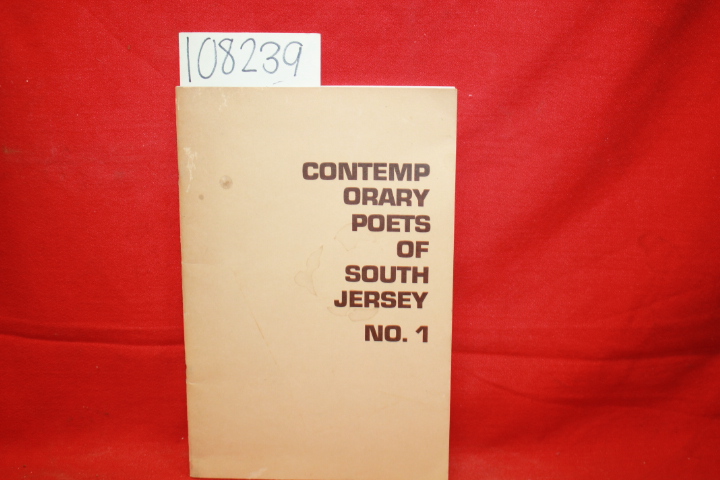 108239
CONTEMP
ORARY
POETS
OF
SOUTH
JERSEY
NO. 1